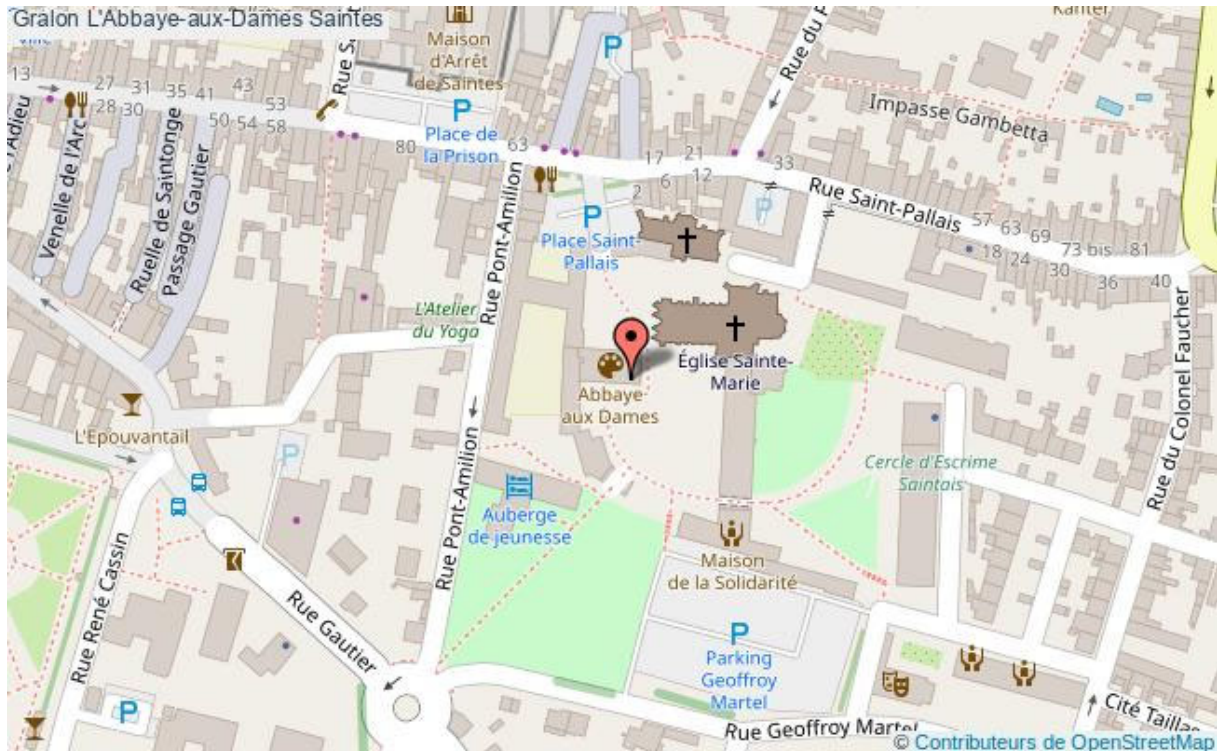 Gralon L'Abbaye-aux-Dames Saintes
ville
Maison
d'Arrêt
de Saintes
Kanter
P
P
Place de
la Prison
13
27
31
35
43
53
28
30
41
50
54
58
80
63
17
21
33
2
6
12
Impasse Gambetta
Rue Saint-Pallais
57
63
69
73 bis
81
18
24
30
36
40
Venelle de l'Arc
Ruelle de Saintonge
Passage Gautier
Rue Pont-Amilion
P
Place Saint-
Pallais
P
L'Atelier
du Yoga
Église Sainte-
Marie
Abbaye
aux Dames
Rue du Colonel Faucher
L'Epouvantail
P
Rue Pont-Amilion
Auberge
de jeunesse
Cercle d'Escrime
Saintais
Maison
de la Solidarité
Rue René Cassin
Rue Gautier
P
P
Parking
Geoffroy
Martel
Rue Geoffroy Martel
Cité Taillas
© Contributeurs de OpenStreetMap